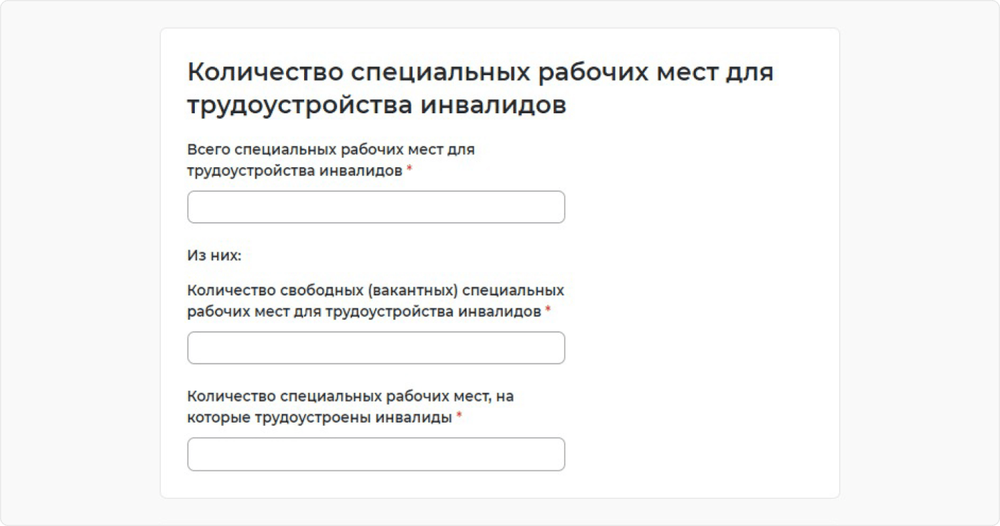 Количество специальных рабочих мест для
трудоустройства инвалидов
Всего специальных рабочих мест для
трудоустройства инвалидов *
Из них:
Количество свободных (вакантных) специальных
рабочих мест для трудоустройства инвалидов *
Количество специальных рабочих мест, на
которые трудоустроены инвалиды *